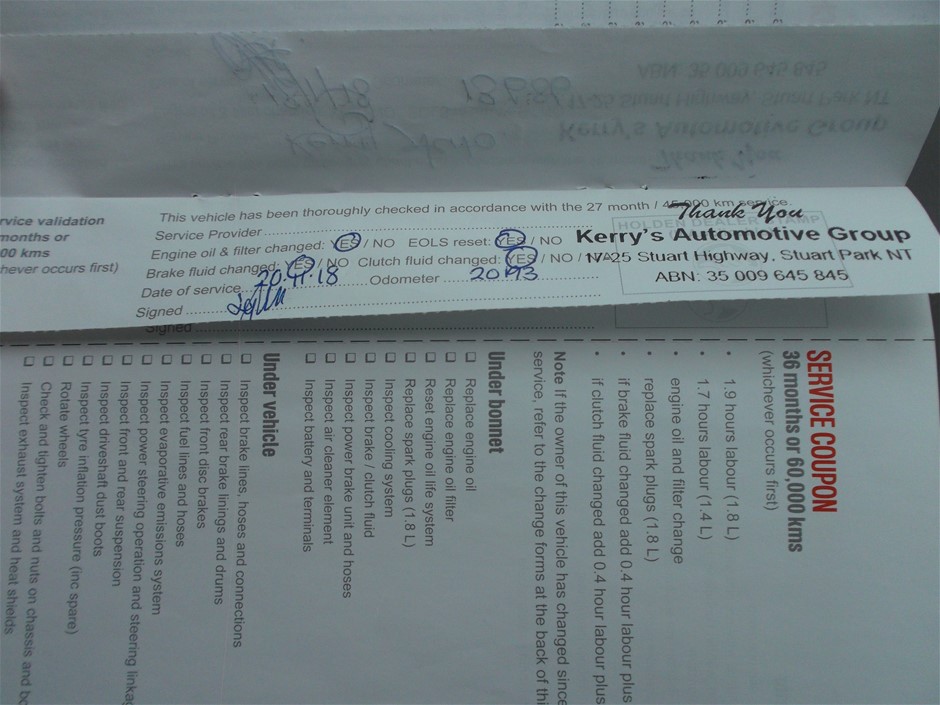 rvice validation
months or
00 kms
hever occurs first)
This vehicle has been thoroughly checked in accordance with the 27 month / 45,000 km service.
Service Provider
Engine oil & filter changed: YES / NO EOLS reset: YES / NO
Brake fluid changed: YES / NO Clutch fluid changed: YES / NO / N/A
Date of service 20.11.18 Odometer 20193
Signed
HOLDEN DEALER STAMP
Thank You
Kerry's Automotive Group
17-25 Stuart Highway, Stuart Park NT
ABN: 35 009 645 845
Signed
SERVICE COUPON
36 months or 60,000 kms
(whichever occurs first)
• 1.9 hours labour (1.8 L)
• 1.7 hours labour (1.4 L)
• engine oil and filter change
• replace spark plugs (1.8 L)
• if brake fluid changed add 0.4 hour labour plus
• if clutch fluid changed add 0.4 hour labour plus
Note If the owner of this vehicle has changed since
service, refer to the change forms at the back of thi
Under bonnet
❑ Replace engine oil
❑ Replace engine oil filter
❑ Reset engine oil life system
❑ Replace spark plugs (1.8 L)
❑ Inspect cooling system
❑ Inspect brake / clutch fluid
❑ Inspect power brake unit and hoses
❑ Inspect air cleaner element
❑ Inspect battery and terminals
Under vehicle
❑ Inspect brake lines, hoses and connections
❑ Inspect rear brake linings and drums
❑ Inspect front disc brakes
❑ Inspect fuel lines and hoses
❑ Inspect evaporative emissions system
❑ Inspect power steering operation and steering linkag
❑ Inspect front and rear suspension
❑ Inspect driveshaft dust boots
❑ Inspect tyre inflation pressure (inc spare)
❑ Rotate wheels
❑ Check and tighten bolts and nuts on chassis and bo
❑ Inspect exhaust system and heat shields